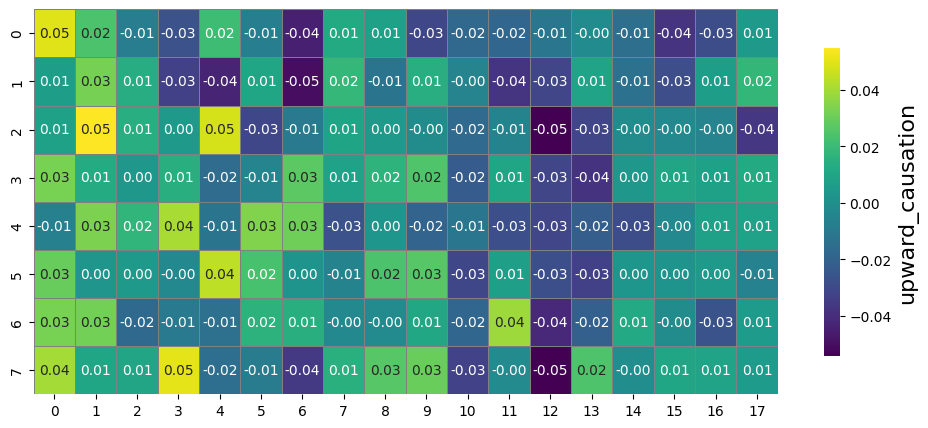 0 0.05 0.02 -0.01 -0.03 0.02 -0.01 -0.04 0.01 0.01 -0.03 -0.02 -0.02 -0.01 -0.00 -0.01 -0.04 -0.03 0.01
1 0.01 0.03 0.01 -0.03 -0.04 0.01 -0.05 0.02 -0.01 0.01 -0.00 -0.04 -0.03 0.01 -0.01 -0.03 0.01 0.02
2 0.01 0.05 0.01 0.00 0.05 -0.03 -0.01 0.01 0.00 -0.00 -0.02 -0.01 -0.05 -0.03 -0.00 -0.00 -0.00 -0.04
3 0.03 0.01 0.00 0.01 -0.02 -0.01 0.03 0.01 0.02 0.02 -0.02 0.01 -0.03 -0.04 0.00 0.01 0.01 0.01
4 -0.01 0.03 0.02 0.04 -0.01 0.03 0.03 -0.03 0.00 -0.02 -0.01 -0.03 -0.03 -0.02 -0.03 -0.00 0.01 0.01
5 0.03 0.00 0.00 -0.00 0.04 0.02 0.00 -0.01 0.02 0.03 -0.03 0.01 -0.03 -0.03 0.00 0.00 0.00 -0.01
6 0.03 0.03 -0.02 -0.01 -0.01 0.02 0.01 -0.00 -0.00 0.01 -0.02 0.04 -0.04 -0.02 0.01 -0.00 -0.03 0.01
7 0.04 0.01 0.01 0.05 -0.02 -0.01 -0.04 0.01 0.03 0.03 -0.03 -0.00 -0.05 0.02 -0.00 0.01 0.01 0.01
0 1 2 3 4 5 6 7 8 9 10 11 12 13 14 15 16 17
0.04
0.02
0.00
−0.02
−0.04
upward_causation